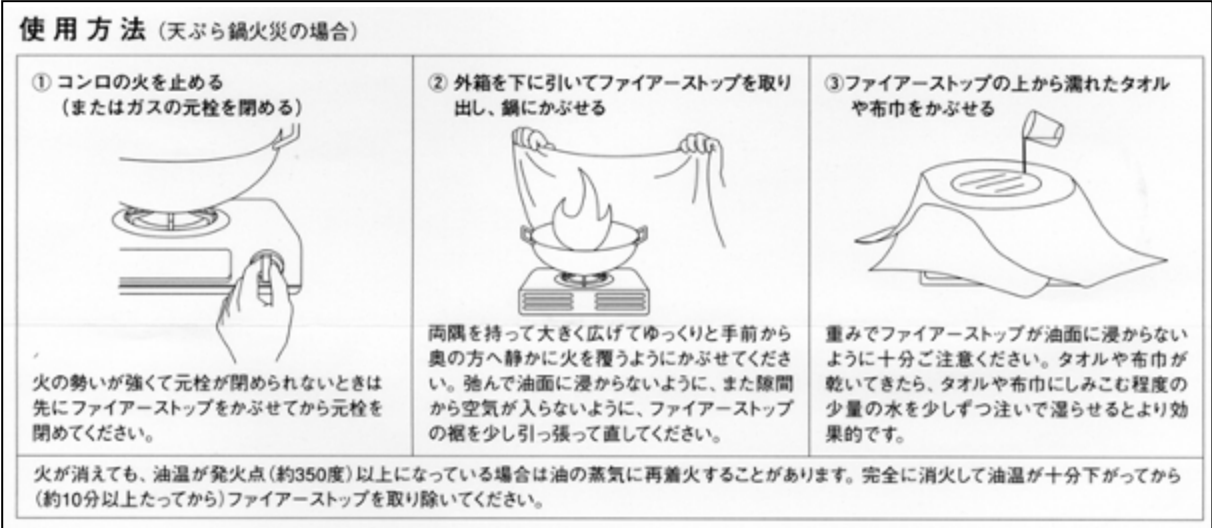 使用方法（天ぷら鍋火災の場合）
① コンロの火を止める
（またはガスの元栓を閉める）
火の勢いが強くて元栓が閉められないときは
先にファイアーストップをかぶせてから元栓を
閉めてください。
② 外箱を下に引いてファイアーストップを取り
出し、鍋にかぶせる
両隅を持って大きく広げてゆっくりと手前から
奥の方へ静かに火を覆うようにかぶせてくださ
い。弛んで油面に浸からないように、また隙間
から空気が入らないように、ファイアーストップ
の裾を少し引っ張って直してください。
③ファイアーストップの上から濡れたタオル
や布巾をかぶせる
重みでファイアーストップが油面に浸からない
ように十分ご注意ください。タオルや布巾が
乾いてきたら、タオルや布巾にしみこむ程度の
少量の水を少しずつ注いで湿らせるとより効
果的です。
火が消えても、油温が発火点（約350度）以上になっている場合は油の蒸気に再着火することがあります。完全に消火して油温が十分下がってから
（約10分以上たってから）ファイアーストップを取り除いてください。